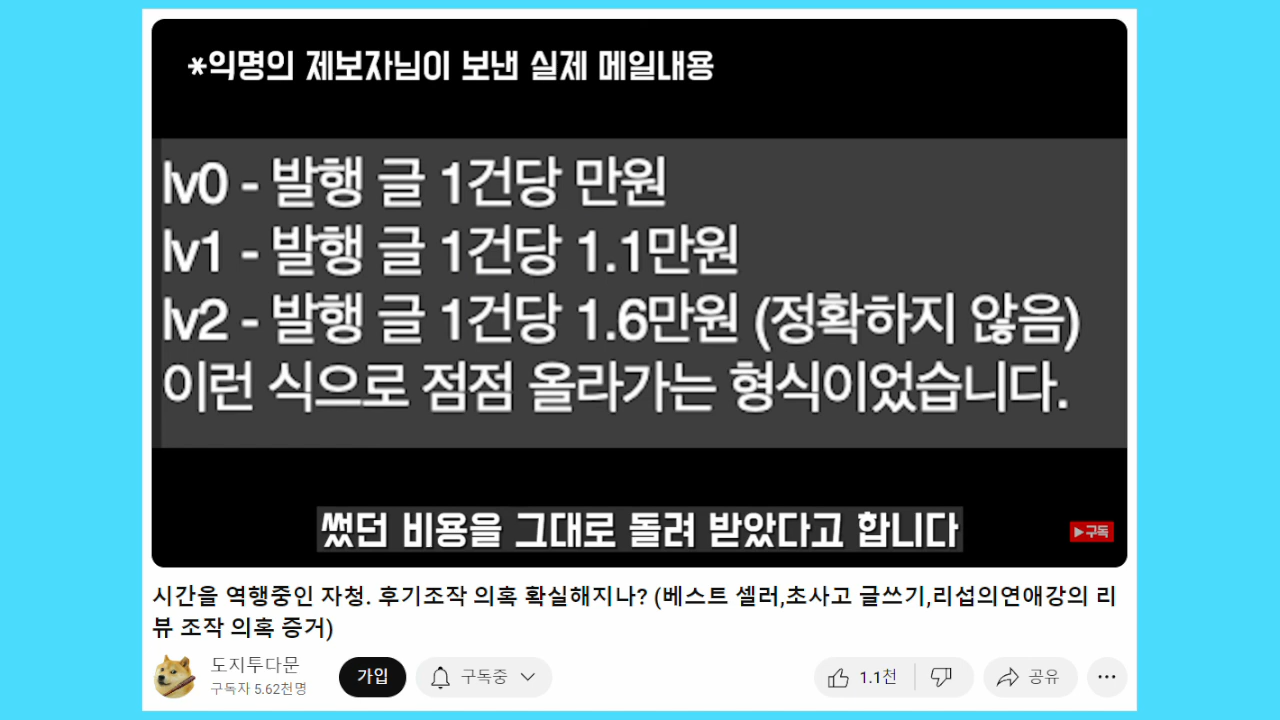 *익명의 제보자님이 보낸 실제 메일내용
lv0 - 발행 글 1건당 만원
lv1 - 발행 글 1건당 1.1만원
lv2 - 발행 글 1건당 1.6만원 (정확하지 않음)
이런 식으로 점점 올라가는 형식이었습니다.
썼던 비용을 그대로 돌려 받았다고 합니다
구독
시간을 역행중인 자청. 후기조작 의혹 확실해지나? (베스트 셀러,초사고 글쓰기,리섭의연애강의 리
뷰 조작 의혹 증거)
도지투다문
구독자 5.62천명
가입
구독중
1.1천
공유